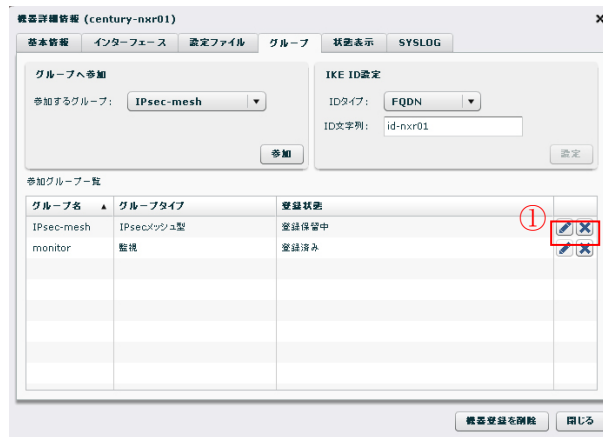 機器詳細情報 (century-nxr01)
基本情報 インターフェース 設定ファイル グループ 状態表示 SYSLOG
グループへ参加
参加するグループ: IPsec-mesh
参加
IKE ID設定
IDタイプ: FQDN
ID文字列: id-nxr01
設定
参加グループ一覧
グループ名 ▲ グループタイプ 登録状態
①
IPsec-mesh IPsecメッシュ型 登録保留中
monitor 監視 登録済み
機器登録を削除 閉じる